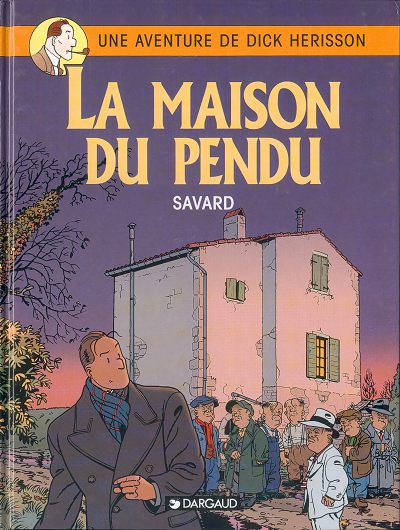 UNE AVENTURE DE DICK HERISSON
LA MAISON
DU PENDU
SAVARD
DARGAUD